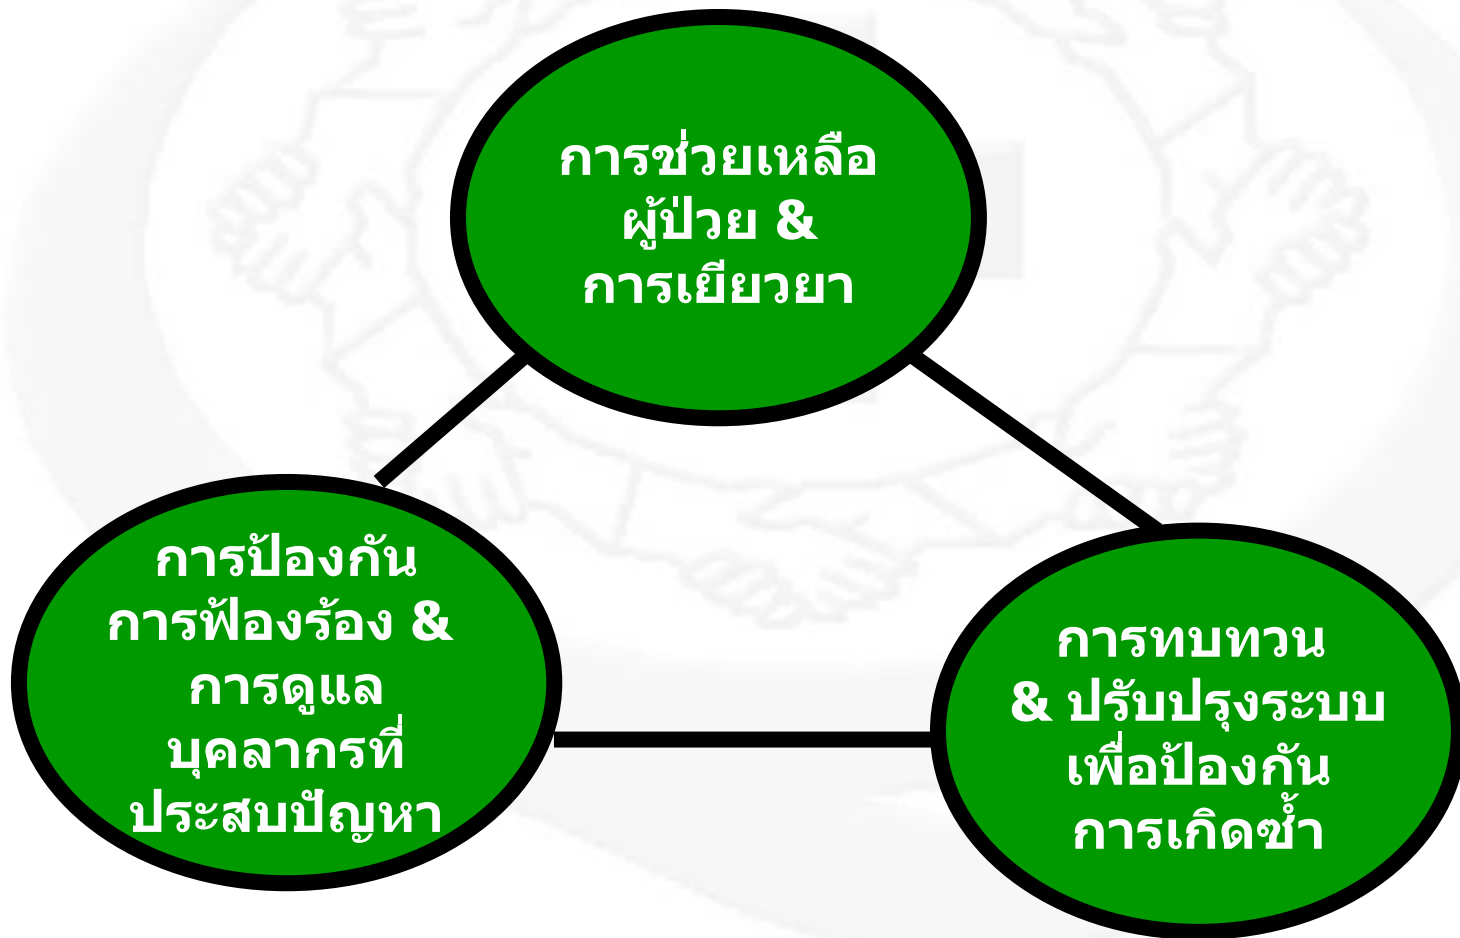 การช่วยเหลือ
ผู้ป่วย &
การเยียวยา
การป้องกัน
การฟ้องร้อง &
การดูแล
บุคลากรที่
ประสบปัญหา
การทบทวน
& ปรับปรุงระบบ
เพื่อป้องกัน
การเกิดซ้ำ